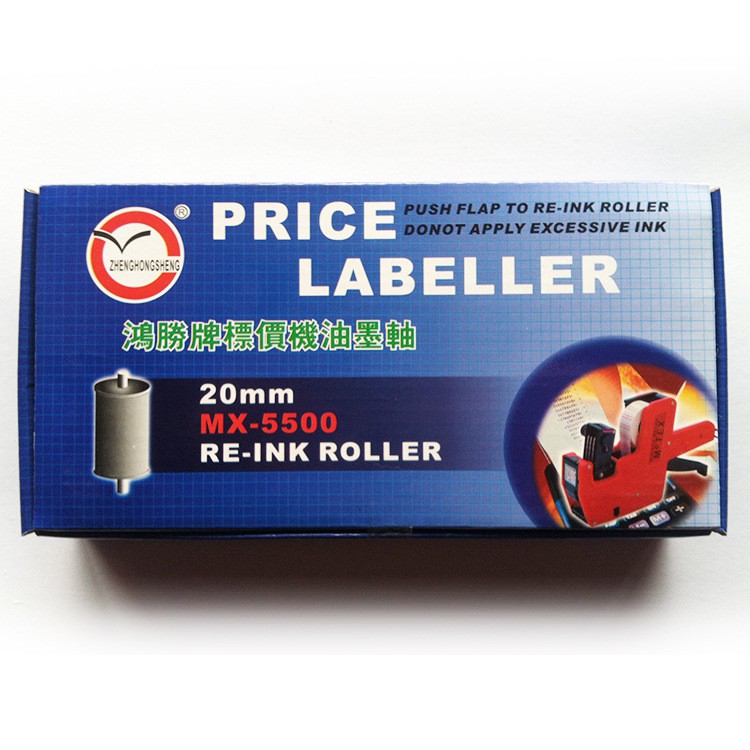 ZHENGHONGSHENG
®
PRICE
LABELLER
PUSH FLAP TO RE-INK ROLLER
DONOT APPLY EXCESSIVE INK
鴻勝牌標價機油墨軸
20mm
MX-5500
RE-INK ROLLER
M+
÷